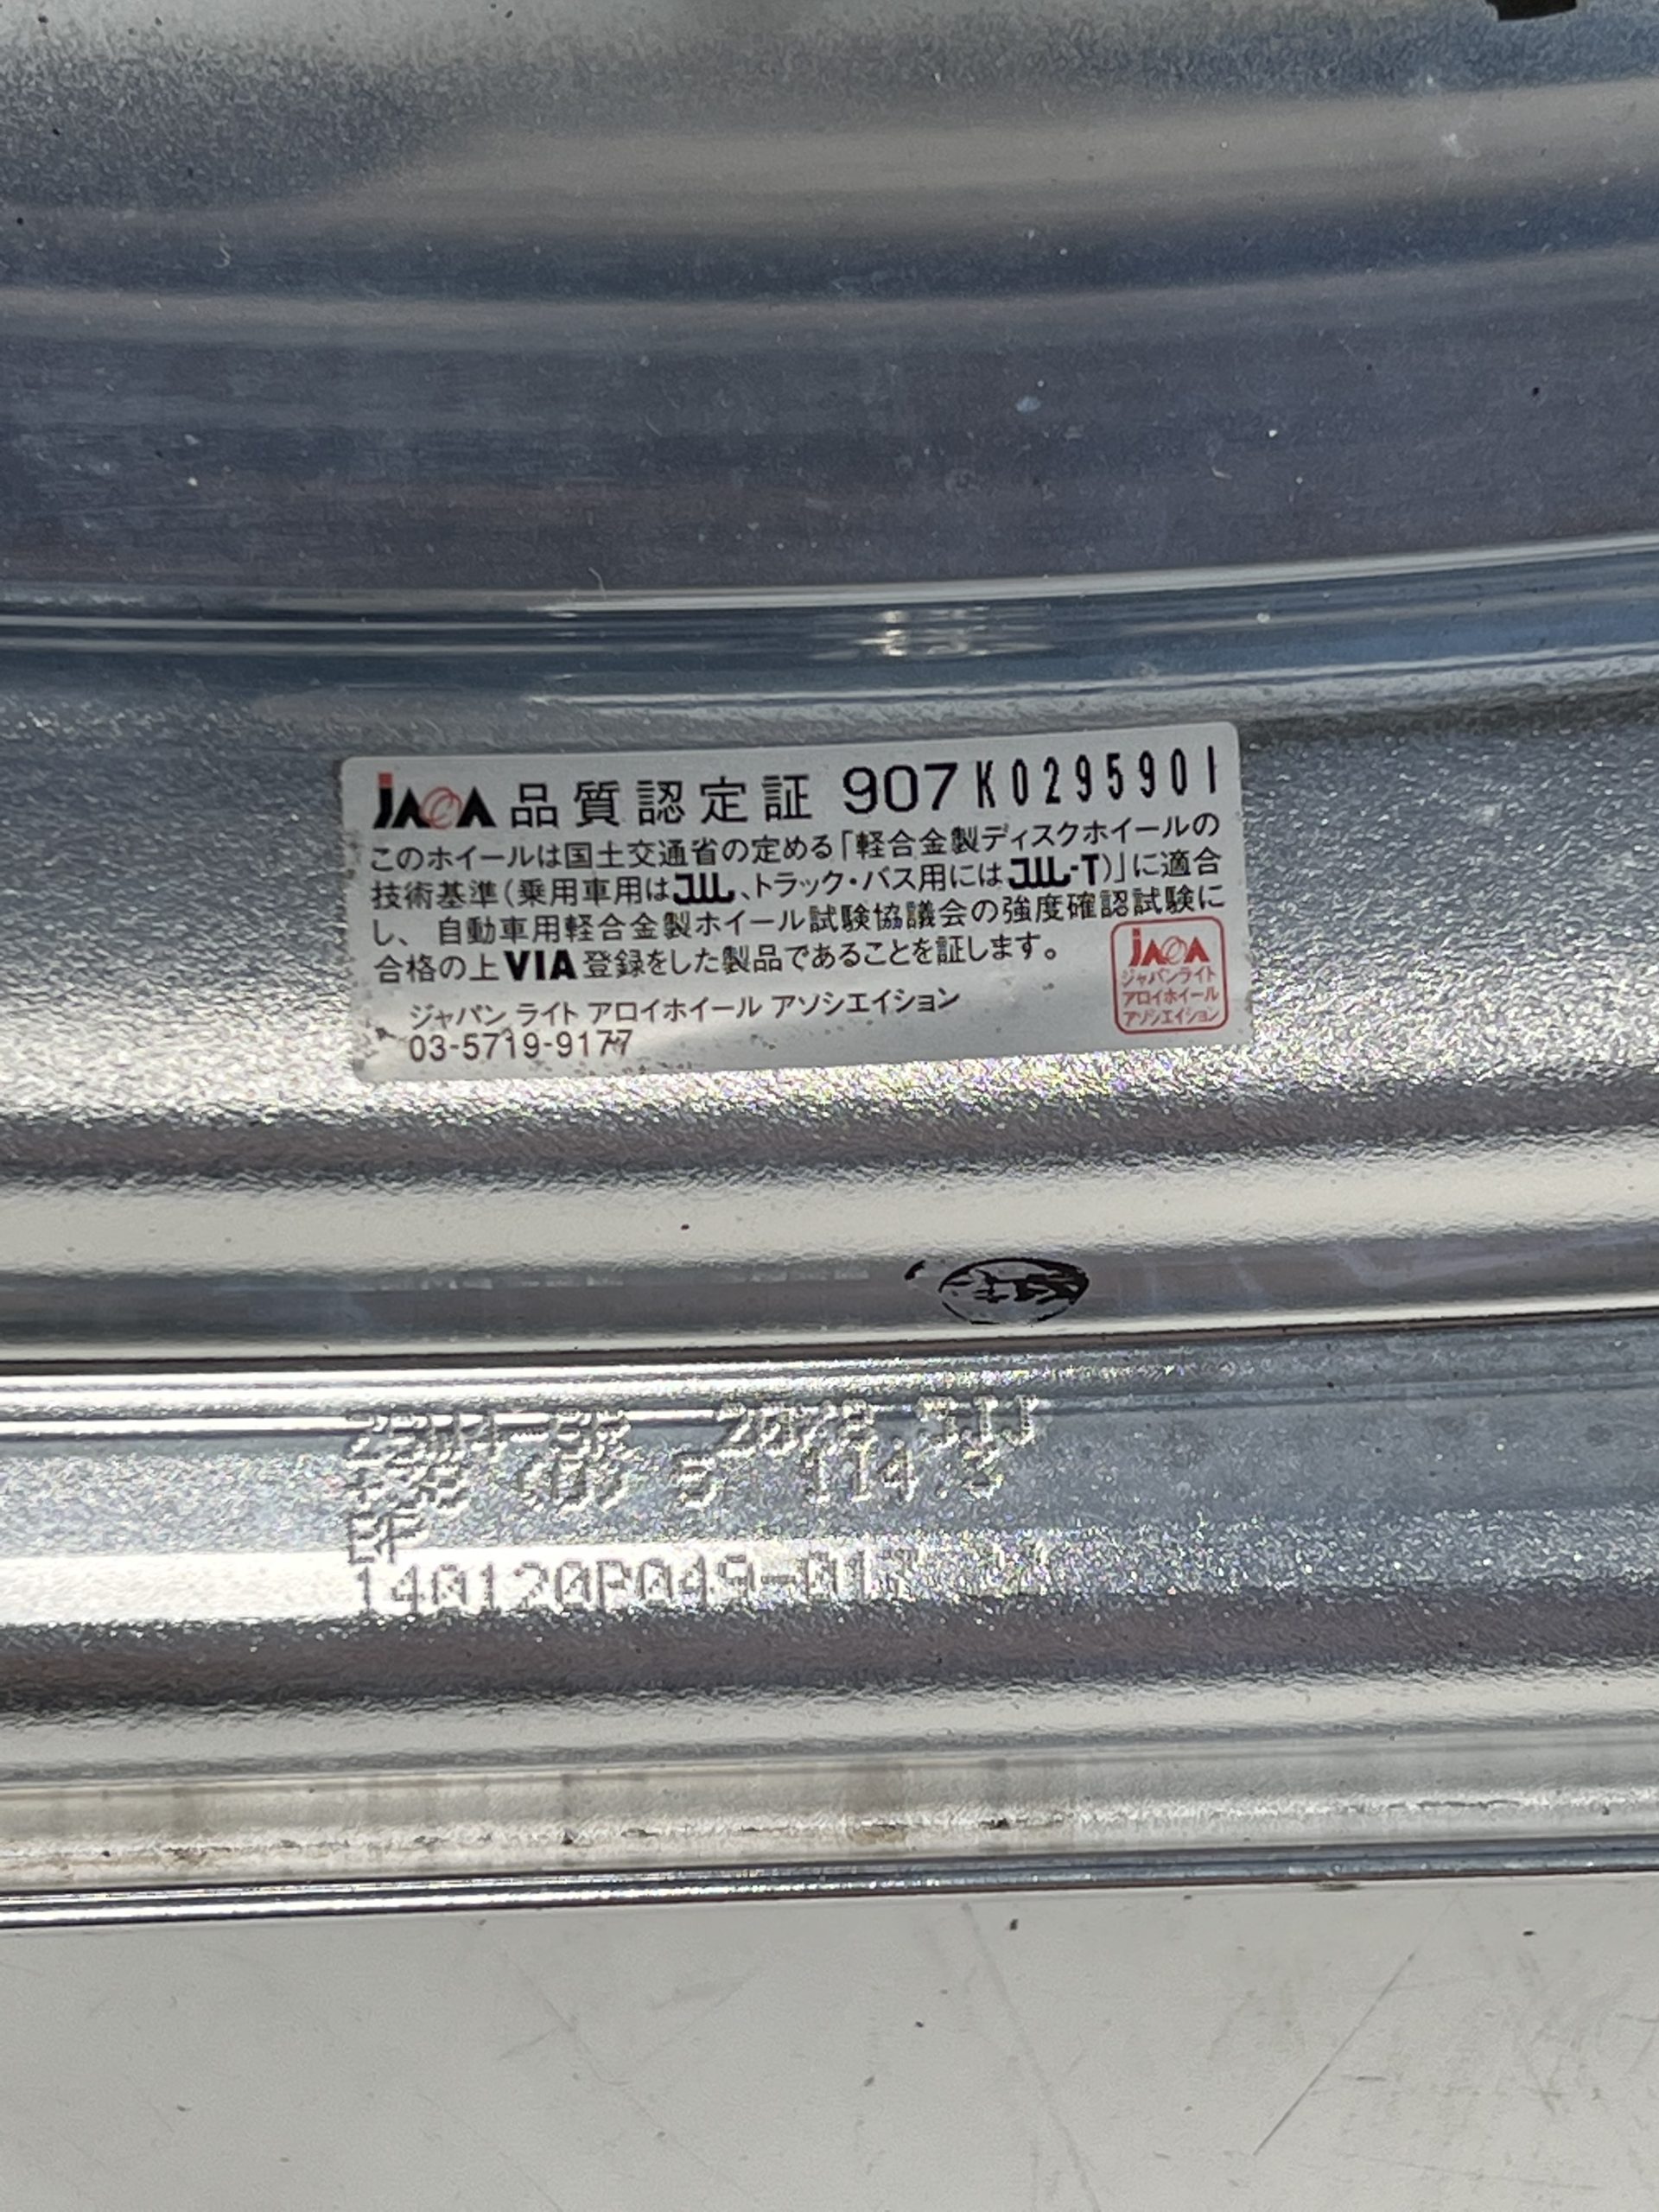 JAWA 品質認定証 907 K0295901
このホイールは国土交通省の定める「軽合金製ディスクホイールの
技術基準(乗用車用はJWL、トラック・バス用にはJWL-T)」に適合
し、自動車用軽合金製ホイール試験協議会の強度確認試験に
合格の上VIA登録をした製品であることを証します。
ジャパン ライト アロイホイール アソシエイション
03-5719-9177
JAWA
ジャパンライト
アロイホイール
アソシエイション
114.3
140120P049-017